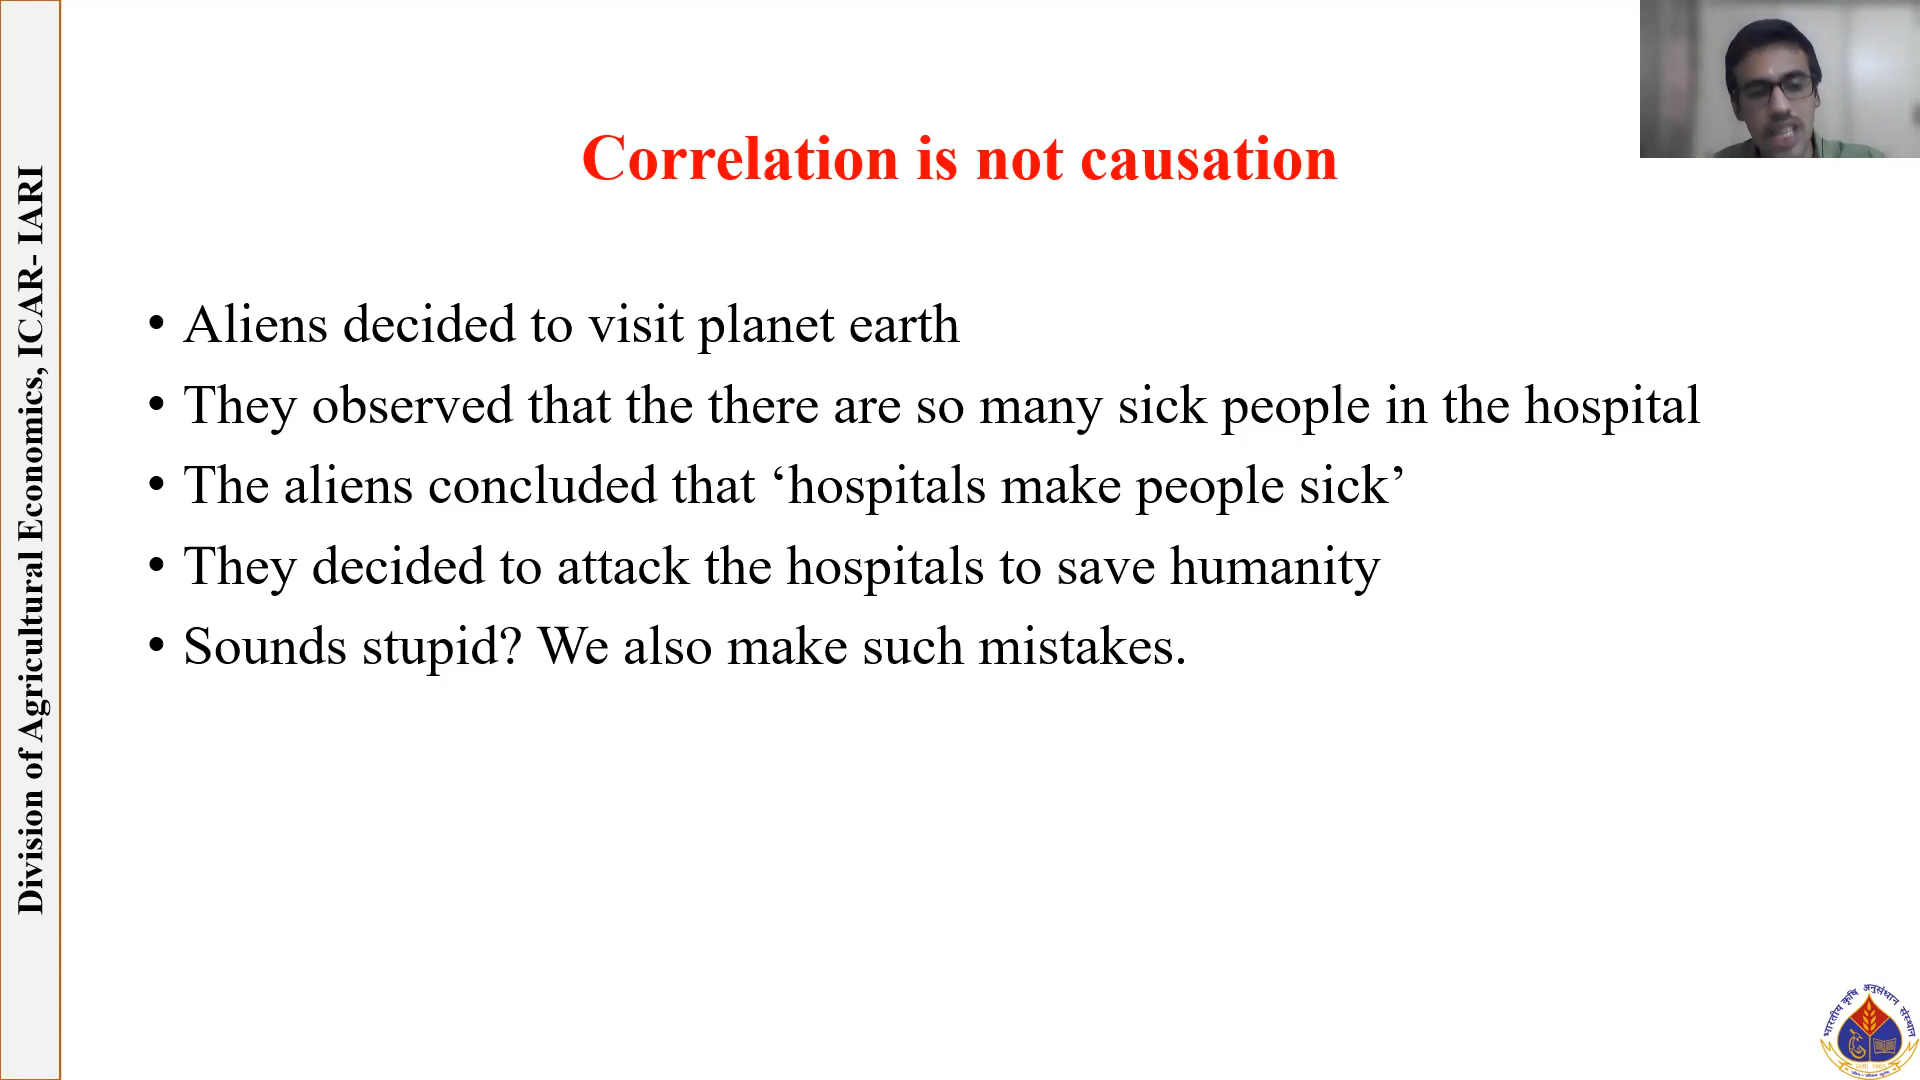 Correlation is not causation
• Aliens decided to visit planet earth
• They observed that the there are so many sick people in the hospital
• The aliens concluded that ‘hospitals make people sick’
• They decided to attack the hospitals to save humanity
• Sounds stupid? We also make such mistakes.
Division of Agricultural Economics, ICAR- IARI
भारतीय कृषि अनुसंधान संस्थान